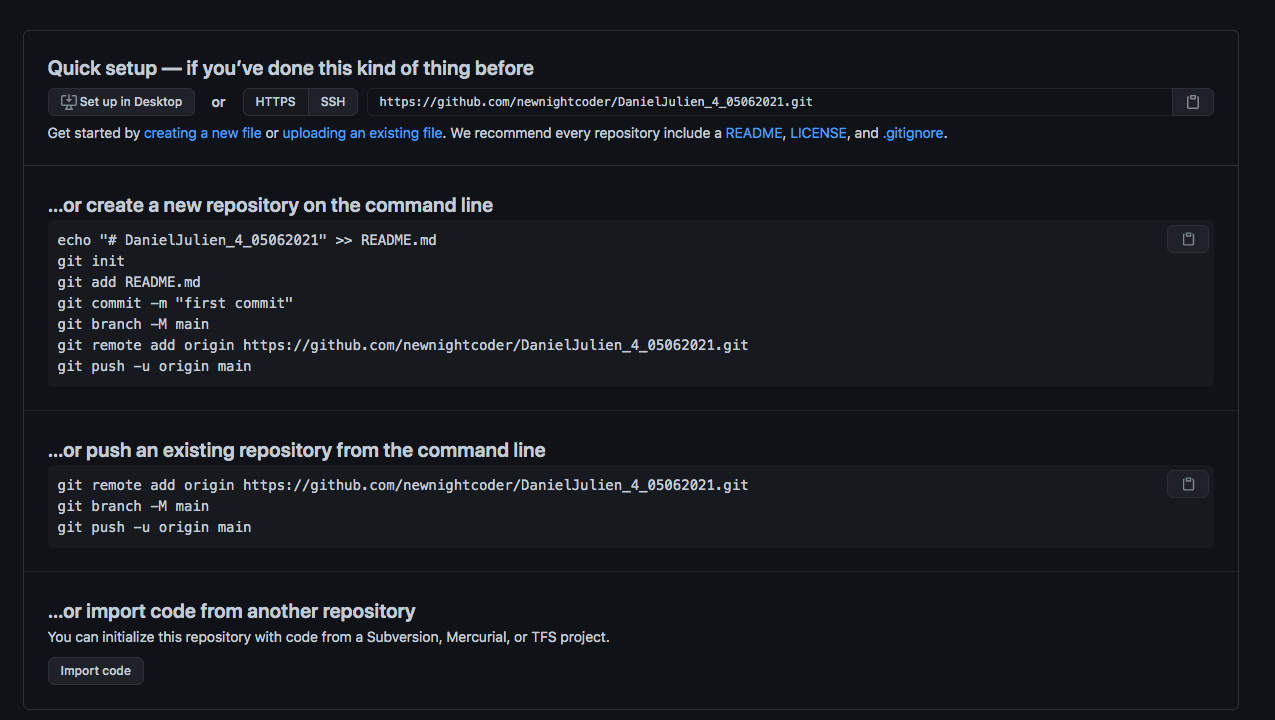 Quick setup — if you’ve done this kind of thing before
Set up in Desktop or HTTPS SSH https://github.com/newnightcoder/DanielJulien_4_05062021.git
Get started by creating a new file or uploading an existing file. We recommend every repository include a README, LICENSE, and .gitignore.
…or create a new repository on the command line
echo "# DanielJulien_4_05062021" >> README.md
git init
git add README.md
git commit -m "first commit"
git branch -M main
git remote add origin https://github.com/newnightcoder/DanielJulien_4_05062021.git
git push -u origin main
…or push an existing repository from the command line
git remote add origin https://github.com/newnightcoder/DanielJulien_4_05062021.git
git branch -M main
git push -u origin main
…or import code from another repository
You can initialize this repository with code from a Subversion, Mercurial, or TFS project.
Import code